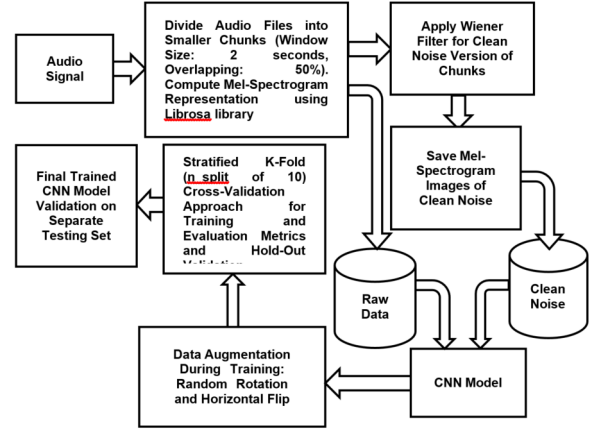 Audio
Signal
Divide Audio Files into
Smaller Chunks (Window
Size: 2 seconds,
Overlapping: 50%).
Compute Mel-Spectrogram
Representation using
Librosa library
Apply Wiener
Filter for Clean
Noise Version of
Chunks
Save Mel-
Spectrogram
Images of
Clean Noise
Raw
Data
Clean
Noise
CNN Model
Data Augmentation
During Training:
Random Rotation
and Horizontal Flip
Stratified K-Fold
(n_split of 10)
Cross-Validation
Approach for
Training and
Evaluation Metrics
and Hold-Out
Final Trained
CNN Model
Validation on
Separate
Testing Set